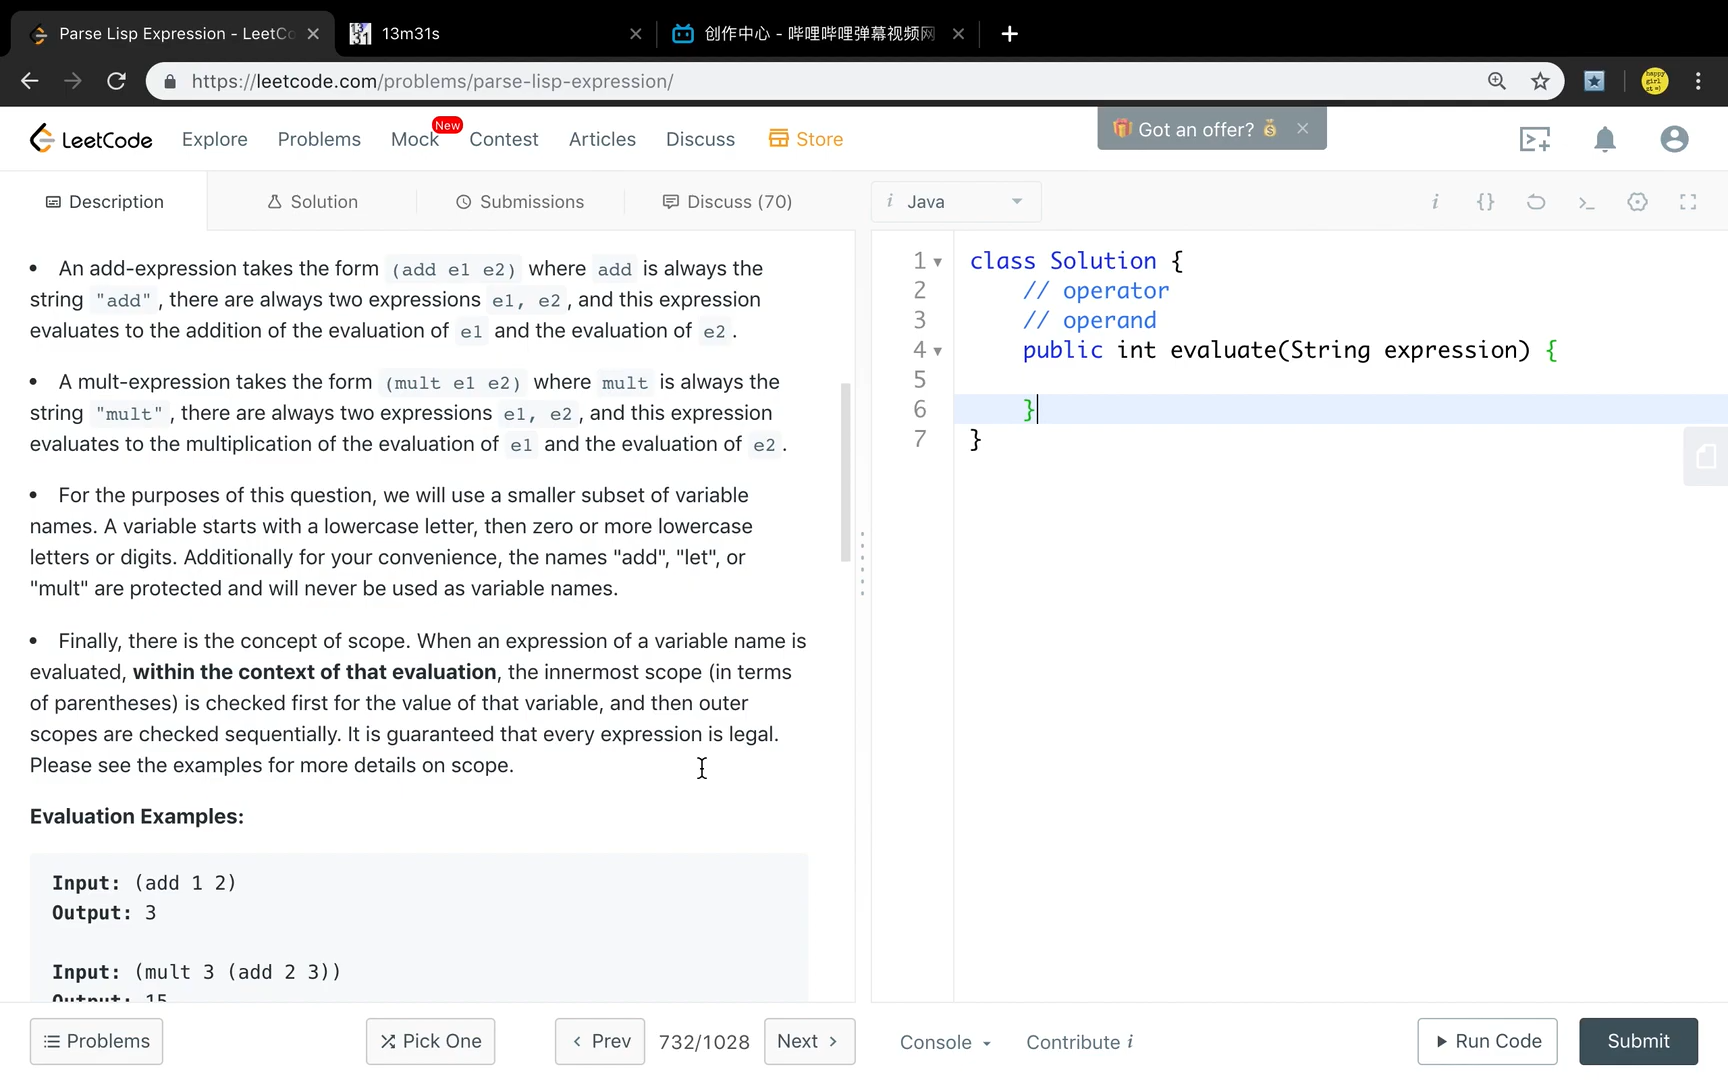 Parse Lisp Expression - LeetCo
13m31s
创作中心 - 哔哩哔哩弹幕视频网
https://leetcode.com/problems/parse-lisp-expression/
LeetCode
Explore
Problems
Mock
New
Contest
Articles
Discuss
Store
Got an offer?
Description
Solution
Submissions
Discuss (70)
i Java
• An add-expression takes the form (add e1 e2) where add is always the
string "add", there are always two expressions e1, e2, and this expression
evaluates to the addition of the evaluation of e1 and the evaluation of e2.
• A mult-expression takes the form (mult e1 e2) where mult is always the
string "mult", there are always two expressions e1, e2, and this expression
evaluates to the multiplication of the evaluation of e1 and the evaluation of e2.
• For the purposes of this question, we will use a smaller subset of variable
names. A variable starts with a lowercase letter, then zero or more lowercase
letters or digits. Additionally for your convenience, the names "add", "let", or
"mult" are protected and will never be used as variable names.
• Finally, there is the concept of scope. When an expression of a variable name is
evaluated, within the context of that evaluation, the innermost scope (in terms
of parentheses) is checked first for the value of that variable, and then outer
scopes are checked sequentially. It is guaranteed that every expression is legal.
Please see the examples for more details on scope.
Evaluation Examples:
Input: (add 1 2)
Output: 3
Input: (mult 3 (add 2 3))
Output: 15
1 class Solution {
2 // operator
3 // operand
4 public int evaluate(String expression) {
5
6 }
7 }
Problems
Pick One
Prev
732/1028
Next
Console
Contribute i
Run Code
Submit